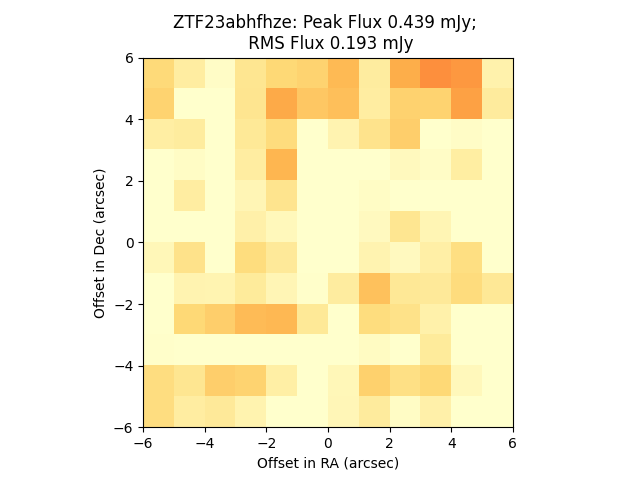 ZTF23abhfhze: Peak Flux 0.439 mJy;
RMS Flux 0.193 mJy
6
4
2
0
−2
−4
−6
Offset in Dec (arcsec)
−6 −4 −2 0 2 4 6
Offset in RA (arcsec)